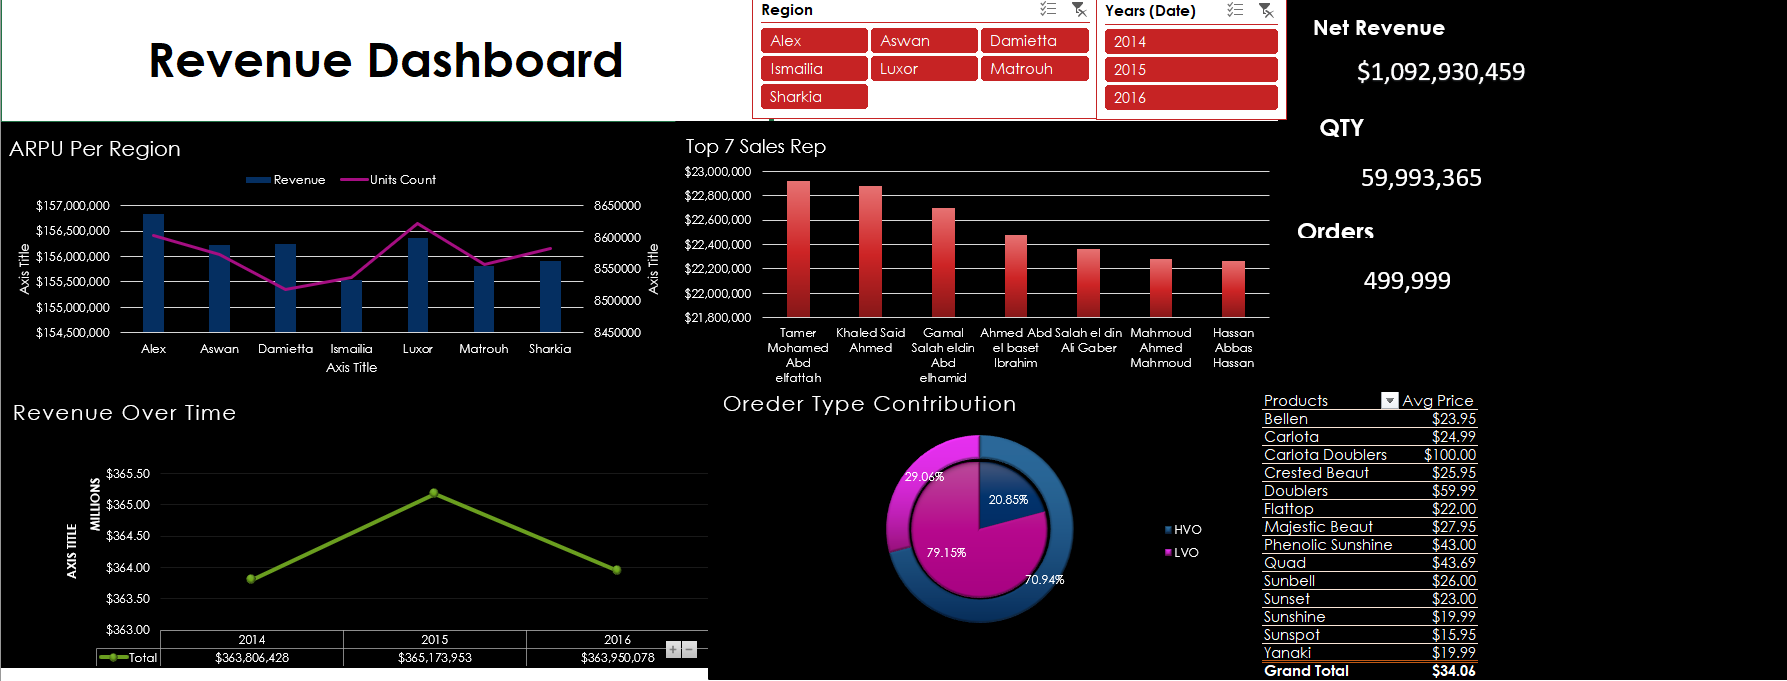 Revenue Dashboard
Region
Alex Aswan Damietta
Ismailia Luxor Matrouh
Sharkia
Years (Date)
2014
2015
2016
Net Revenue
$1,092,930,459
QTY
59,993,365
Orders
499,999
ARPU Per Region
Revenue Units Count
$157,000,000
$156,500,000
$156,000,000
$155,500,000
$155,000,000
$154,500,000
Axis Title
8650000
8600000
8550000
8500000
8450000
Axis Title
Alex Aswan Damietta Ismailia Luxor Matrouh Sharkia
Axis Title
Top 7 Sales Rep
$23,000,000
$22,800,000
$22,600,000
$22,400,000
$22,200,000
$22,000,000
$21,800,000
Tamer Mohamed Abd elfattah
Khaled Said Ahmed
Gamal Salah eldin Abd elhamid
Ahmed Abd el baset Ibrahim
Salah el din Ali Gaber
Mahmoud Ahmed Mahmoud
Hassan Abbas Hassan
Revenue Over Time
AXIS TITLE
MILLIONS
$365.50
$365.00
$364.50
$364.00
$363.50
$363.00
2014 2015 2016
Total $363,806,428 $365,173,953 $363,950,078
+ −
Oreder Type Contribution
29.06%
20.85%
79.15%
70.94%
HVO
LVO
Products Avg Price
Bellen $23.95
Carlota $24.99
Carlota Doublers $100.00
Crested Beaut $25.95
Doublers $59.99
Flattop $22.00
Majestic Beaut $27.95
Phenolic Sunshine $43.00
Quad $43.69
Sunbell $26.00
Sunset $23.00
Sunshine $19.99
Sunspot $15.95
Yanaki $19.99
Grand Total $34.06